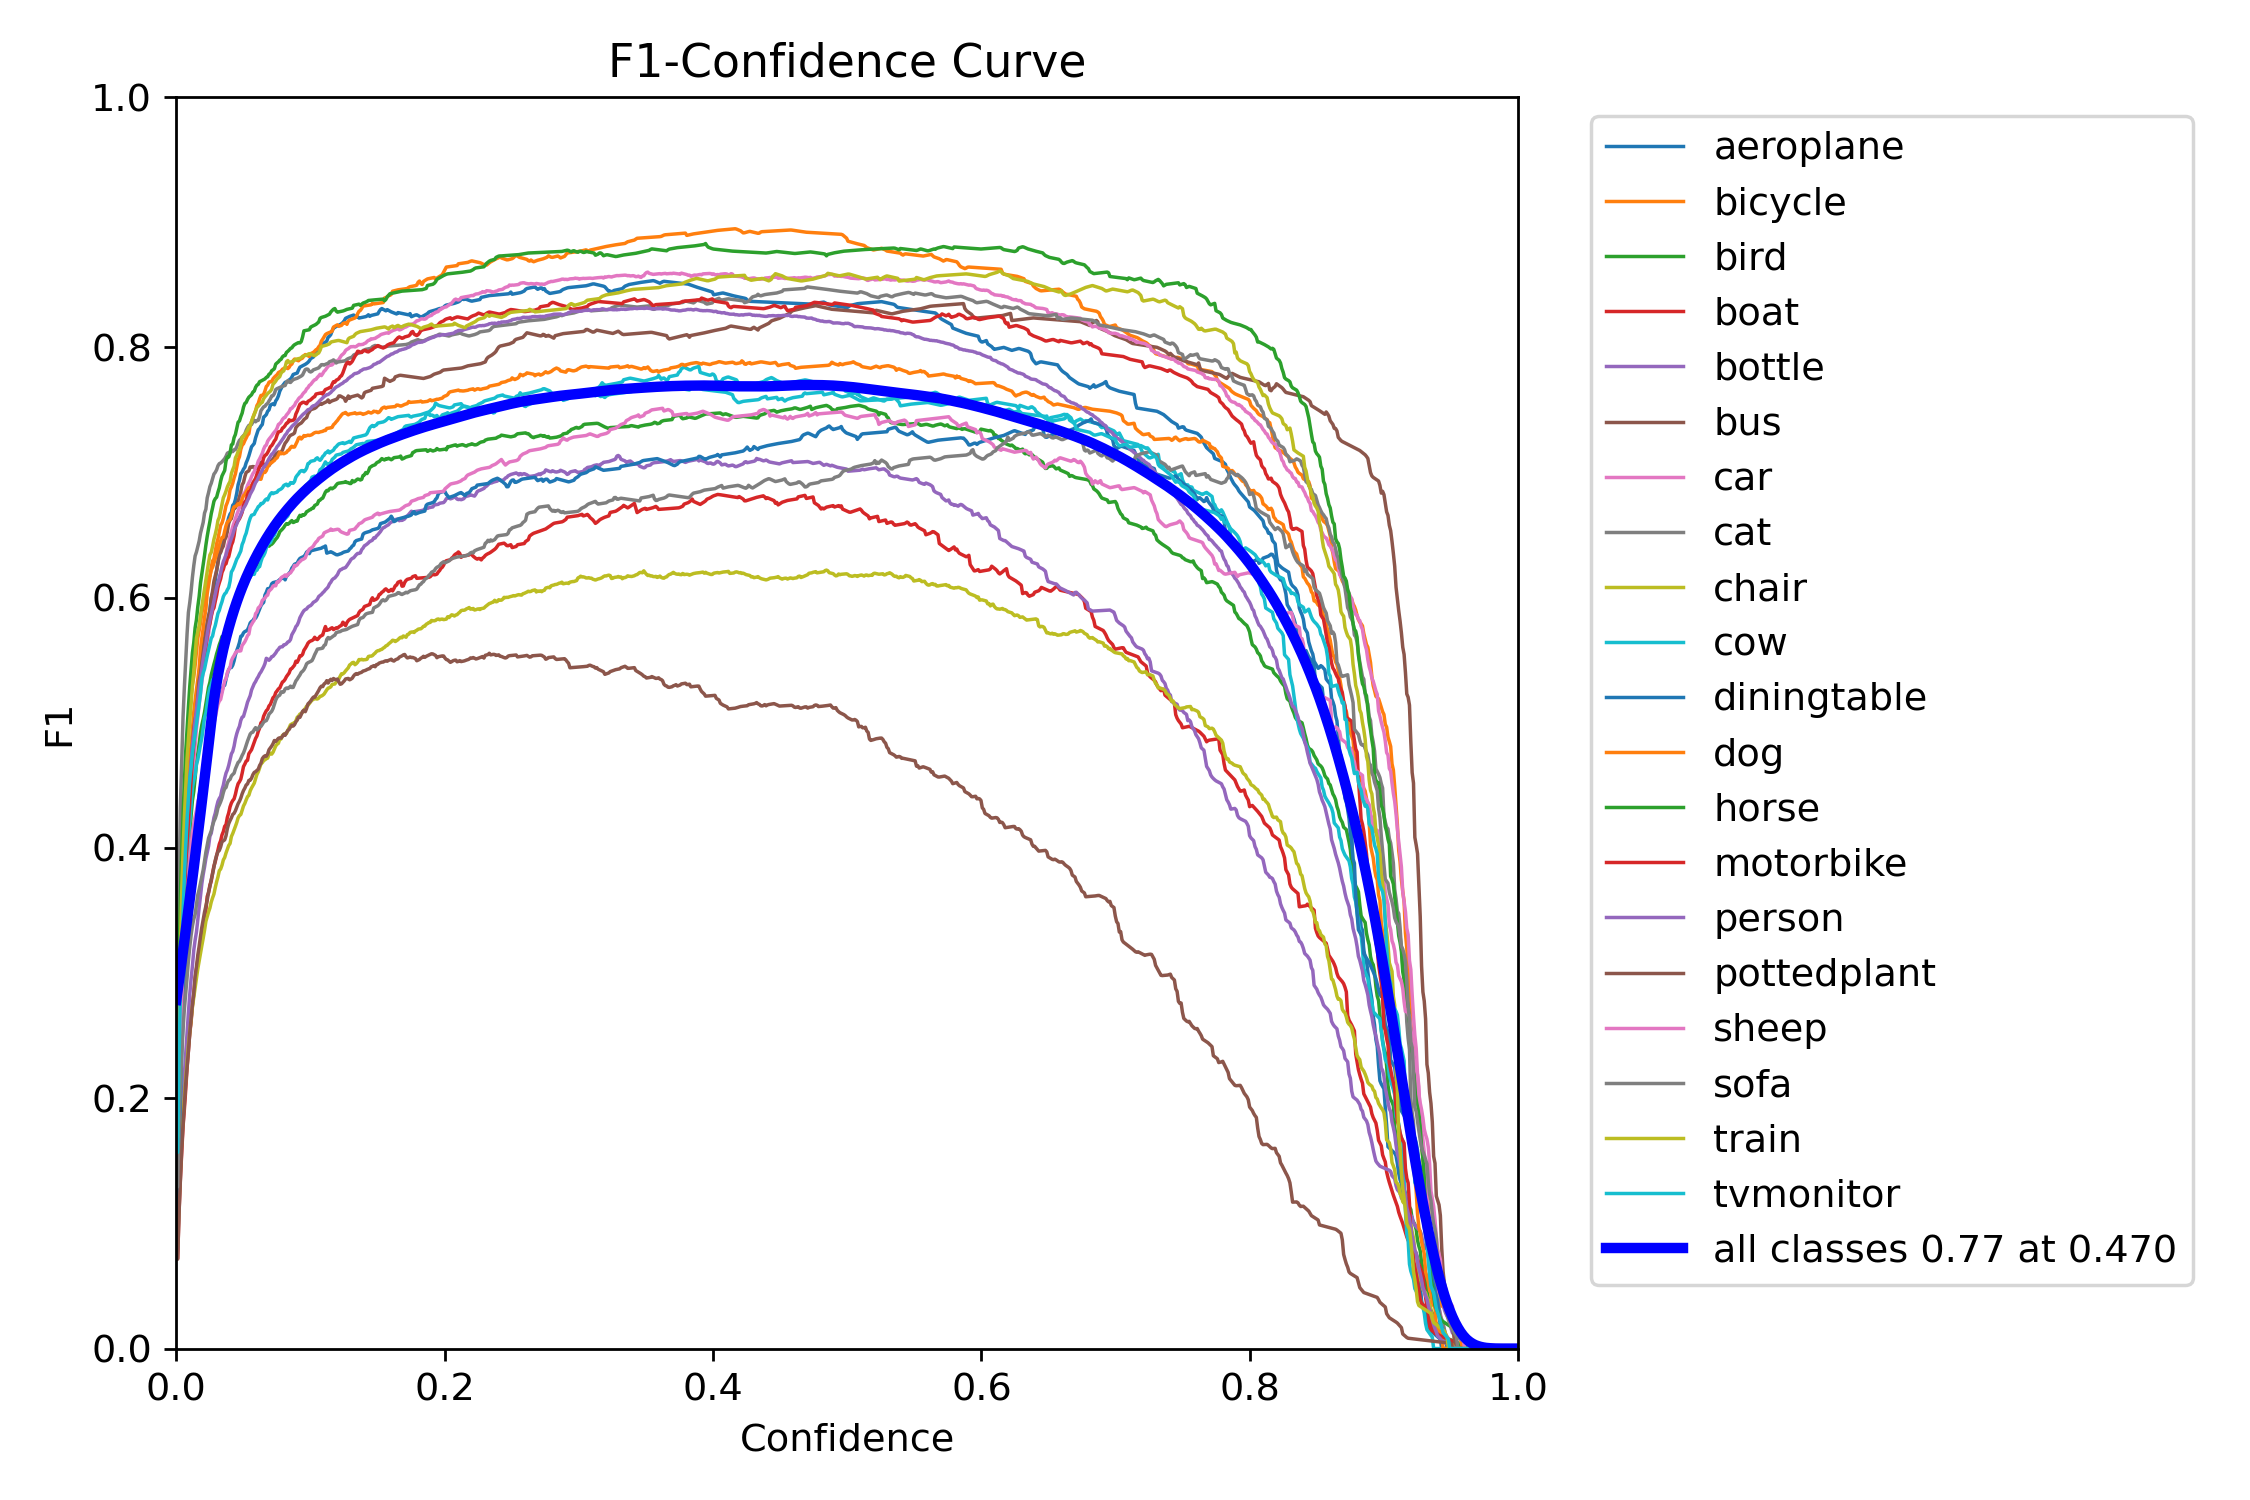 F1-Confidence Curve
1.0
0.8
0.6
0.4
0.2
0.0
F1
0.0 0.2 0.4 0.6 0.8 1.0
Confidence
aeroplane
bicycle
bird
boat
bottle
bus
car
cat
chair
cow
diningtable
dog
horse
motorbike
person
pottedplant
sheep
sofa
train
tvmonitor
all classes 0.77 at 0.470